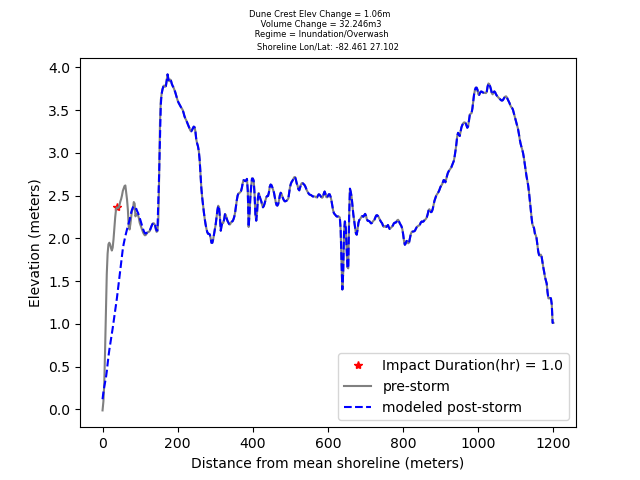 Dune Crest Elev Change = 1.06m
Volume Change = 32.246m3
Regime = Inundation/Overwash
Shoreline Lon/Lat: -82.461 27.102
4.0
3.5
3.0
2.5
2.0
1.5
1.0
0.5
0.0
Elevation (meters)
Impact Duration(hr) = 1.0
pre-storm
modeled post-storm
0 200 400 600 800 1000 1200
Distance from mean shoreline (meters)